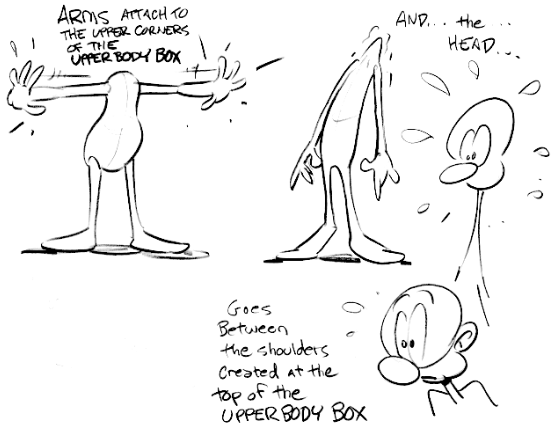 ARMS ATTACH TO
THE UPPER CORNERS
OF THE
UPPER BODY BOX
AND... the...
HEAD...
Goes
Between
the shoulders
created at the
top of the
UPPER BODY BOX